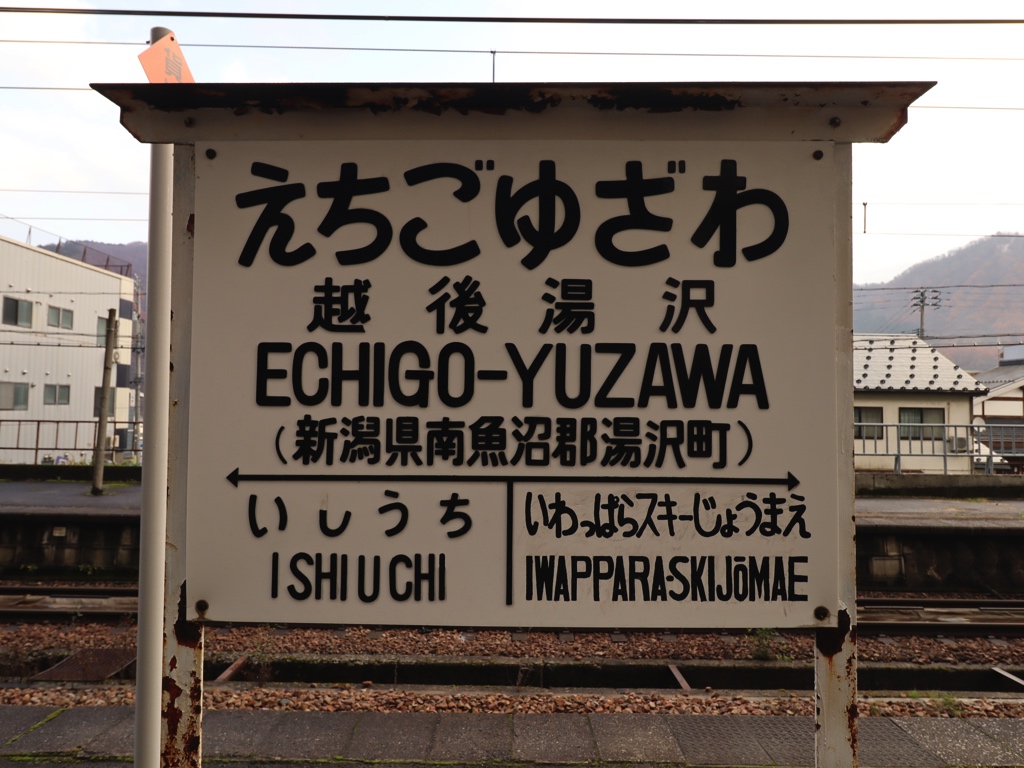 えちごゆざわ
越後湯沢
ECHIGO-YUZAWA
(新潟県南魚沼郡湯沢町)
いしうち
ISHIUCHI
いわっぱらスキーじょうまえ
IWAPPARA-SKIJŌMAE